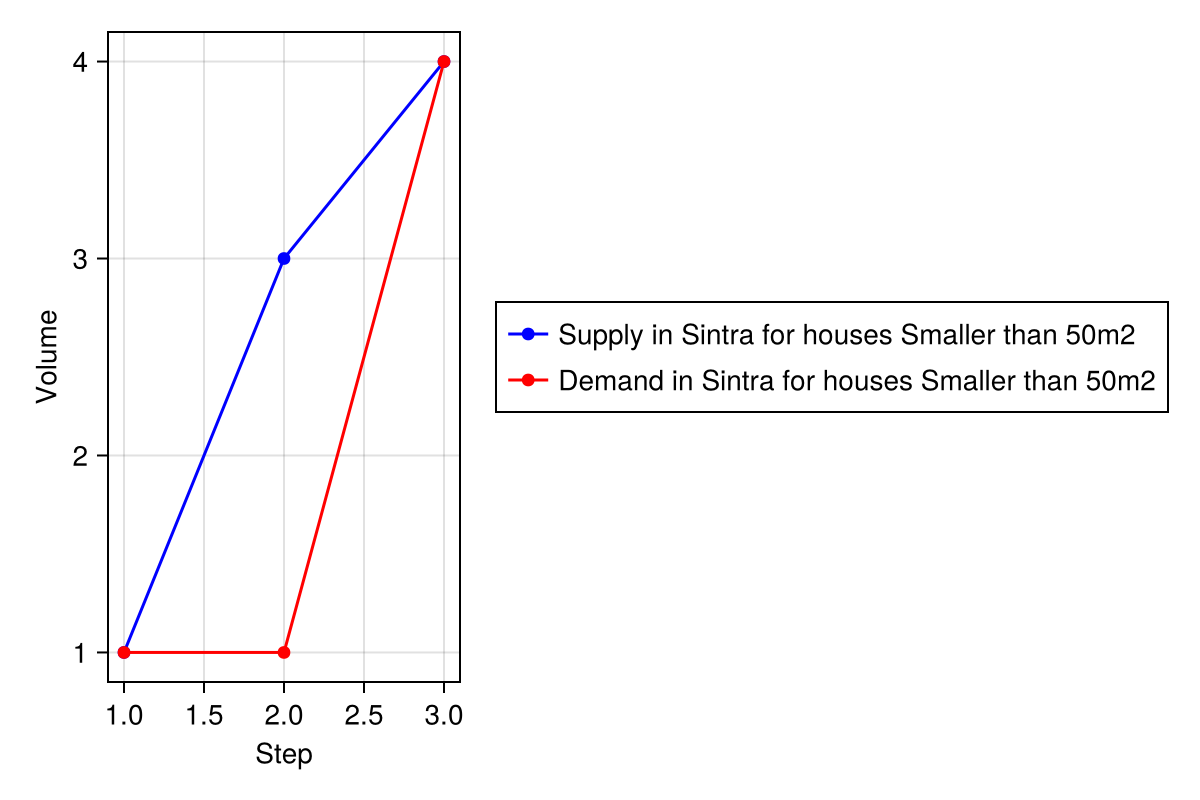 4
3
2
1
Volume
1.0 1.5 2.0 2.5 3.0
Step
Supply in Sintra for houses Smaller than 50m2
Demand in Sintra for houses Smaller than 50m2